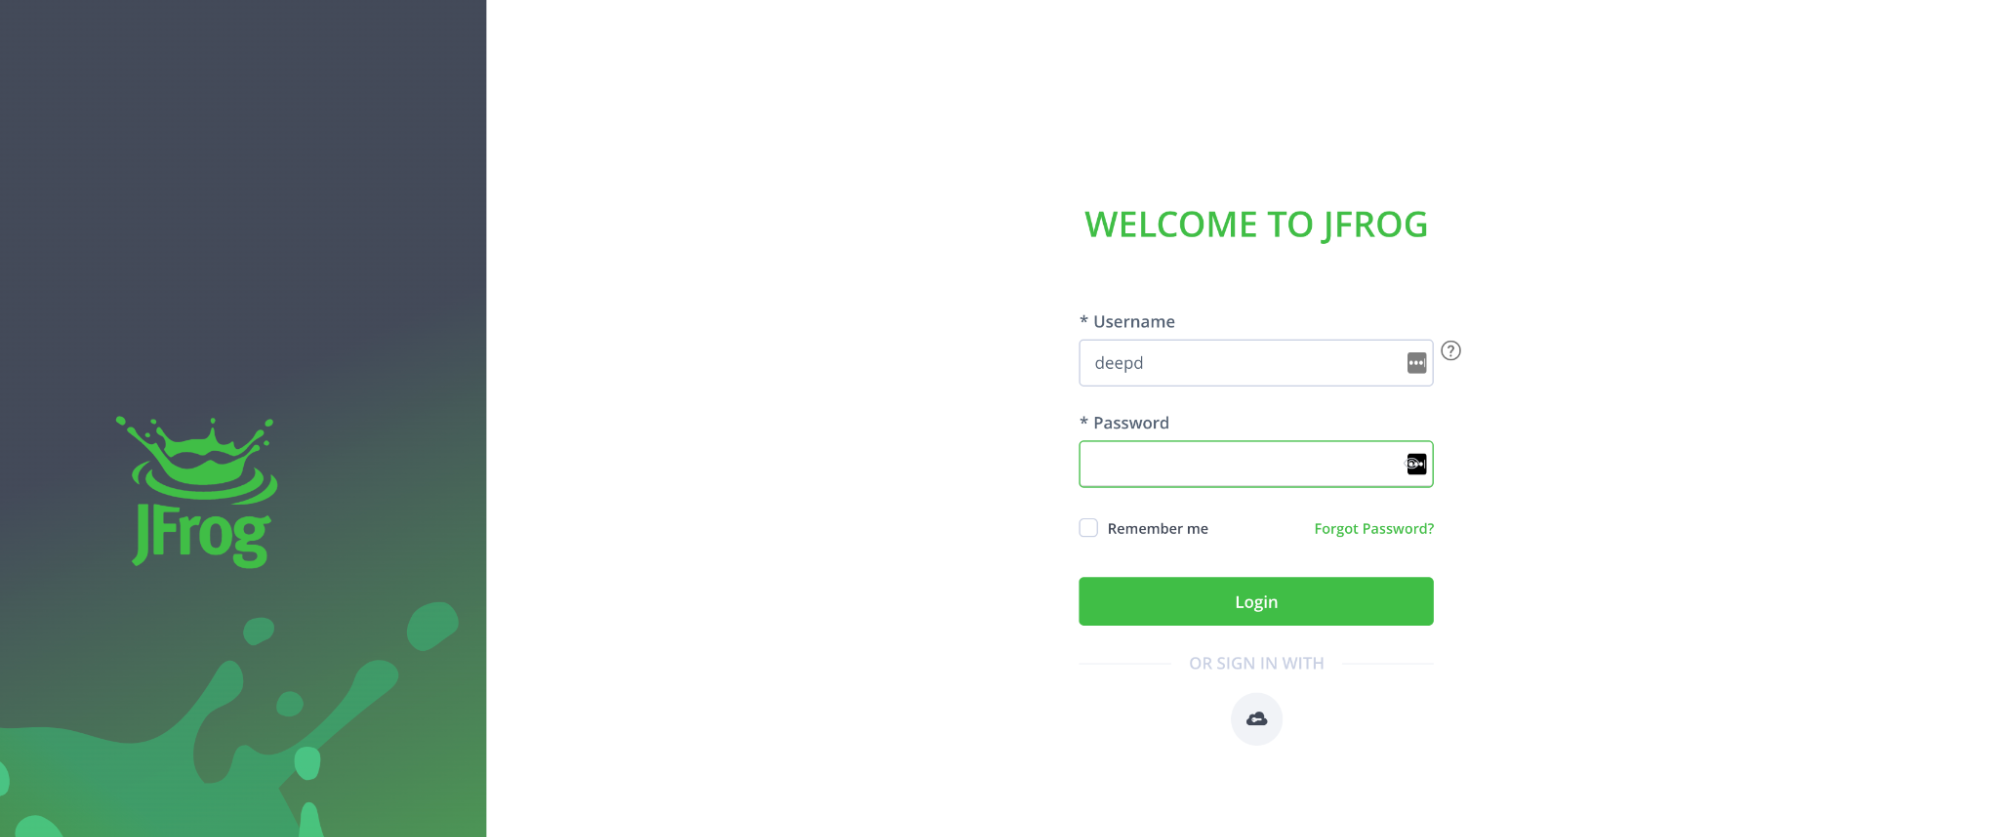 JFrog
WELCOME TO JFROG
* Username
deepd
* Password
Remember me
Forgot Password?
Login
OR SIGN IN WITH